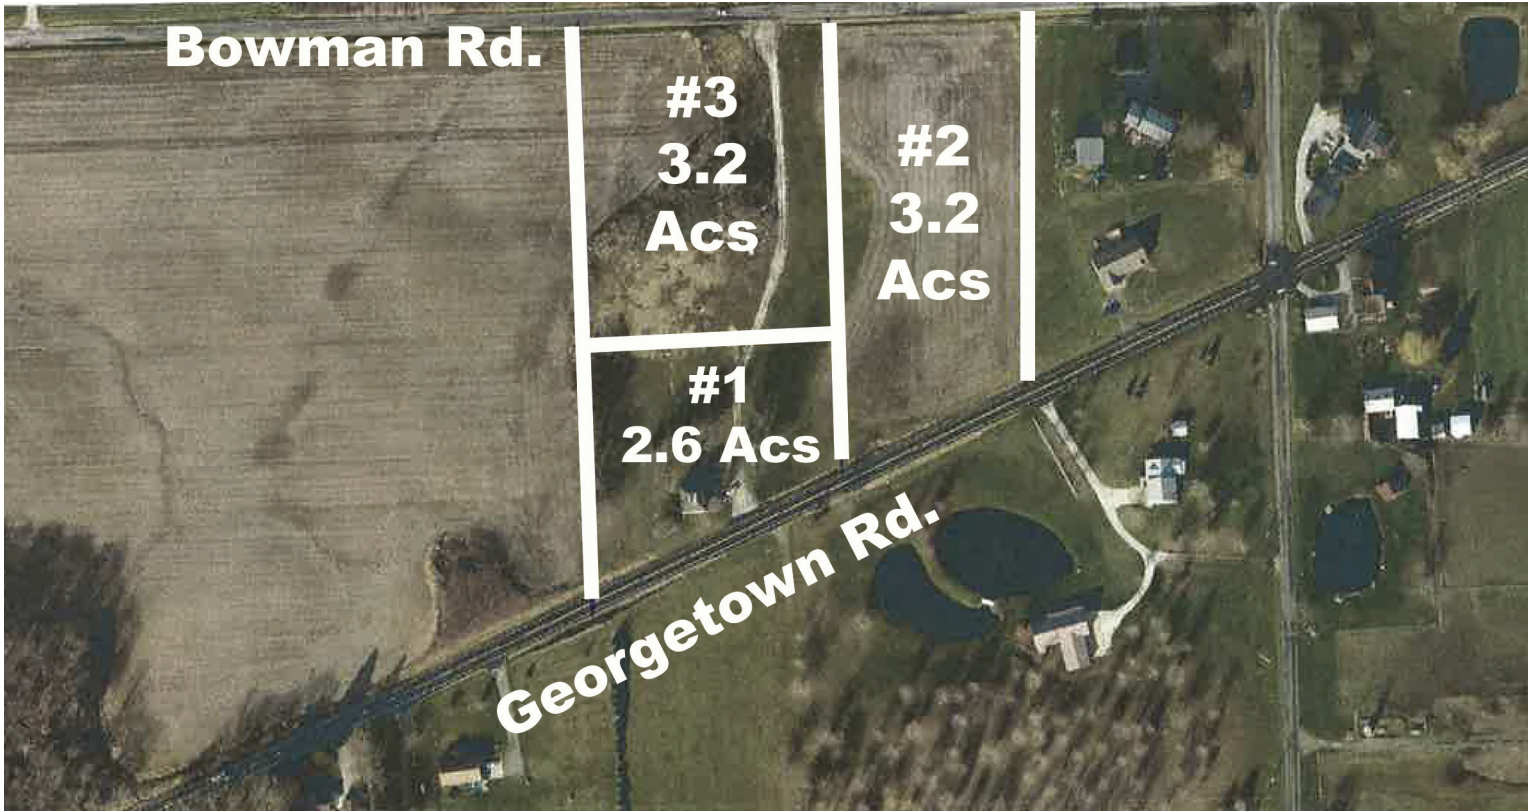 Bowman Rd.
#3
3.2
Acs
#2
3.2
Acs
#1
2.6 Acs
Georgetown Rd.